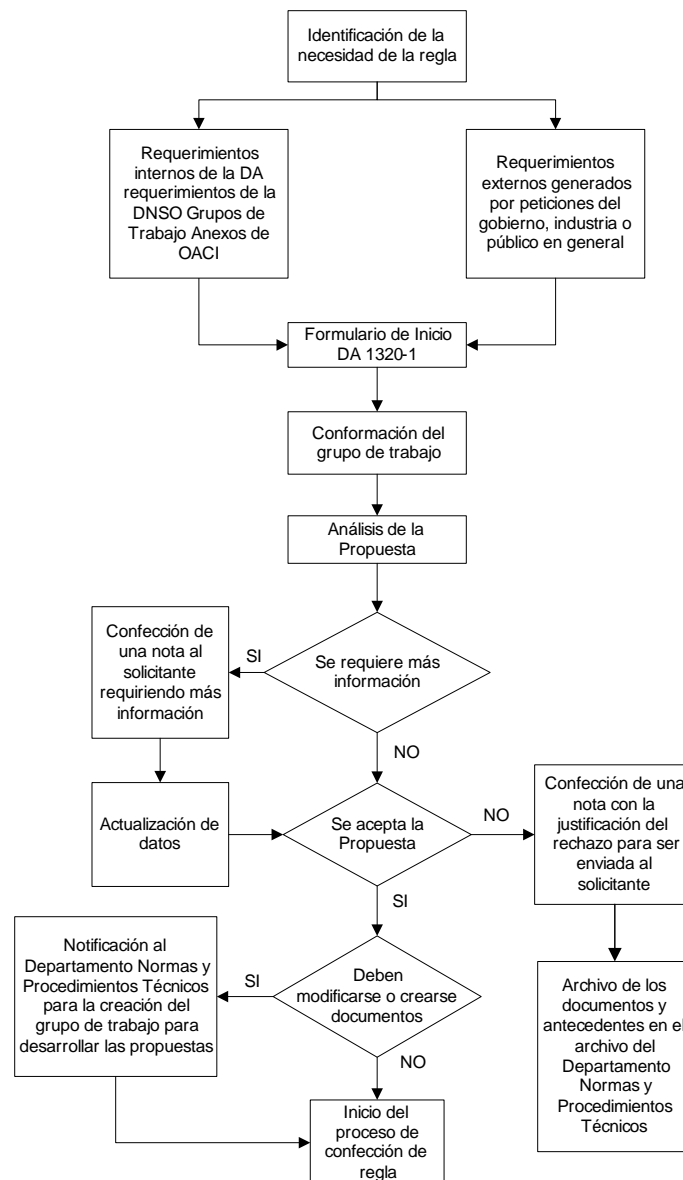 Identificación de la
necesidad de la regla
Requerimientos
internos de la DA
requerimientos de la
DNSO Grupos de
Trabajo Anexos de
OACI
Requerimientos
externos generados
por peticiones del
gobierno, industria o
público en general
Formulario de Inicio
DA 1320-1
Conformación del
grupo de trabajo
Análisis de la
Propuesta
Confección de
una nota al
solicitante
requiriendo más
información
SI
Se requiere más
información
NO
Actualización de
datos
Se acepta la
Propuesta
NO
Confección de una
nota con la
justificación del
rechazo para ser
enviada al
solicitante
SI
Notificación al
Departamento Normas y
Procedimientos Técnicos
para la creación del
grupo de trabajo para
desarrollar las propuestas
SI
Deben
modificarse o crearse
documentos
Archivo de los
documentos y
antecedentes en el
archivo del
Departamento
Normas y
Procedimientos
Técnicos
NO
Inicio del
proceso de
confección de
regla